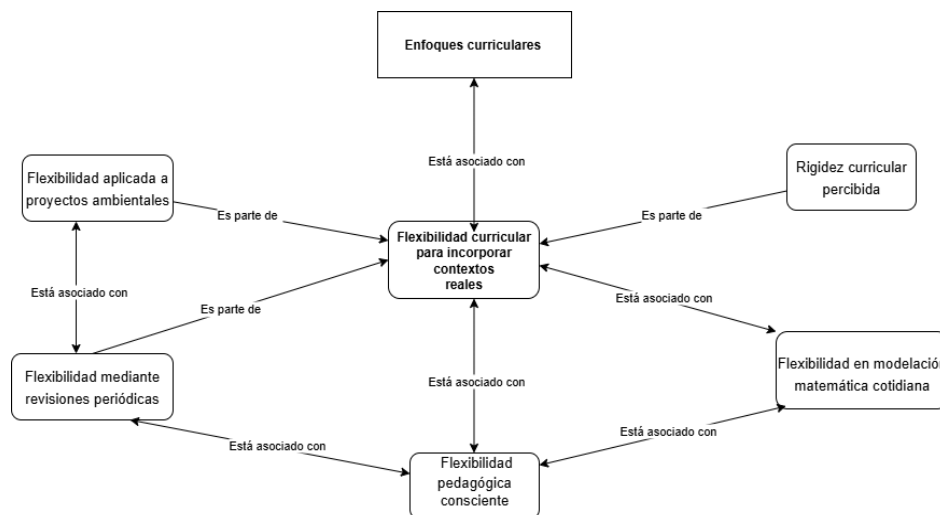 Enfoques curriculares
Está asociado con
Flexibilidad aplicada a
proyectos ambientales
Rigidez curricular
percibida
Es parte de
Es parte de
Flexibilidad curricular
para incorporar
contextos
reales
Está asociado con
Está asociado con
Es parte de
Flexibilidad mediante
revisiones periódicas
Flexibilidad en modelación
matemática cotidiana
Está asociado con
Está asociado con
Está asociado con
Flexibilidad
pedagógica
consciente